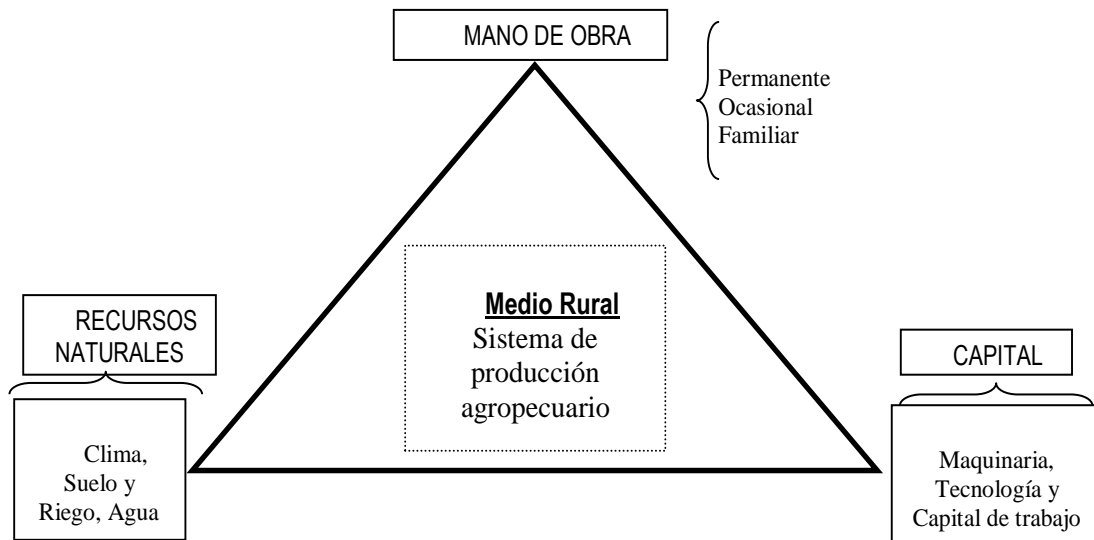 MANO DE OBRA
Permanente
Ocasional
Familiar
Medio Rural
Sistema de
producción
agropecuario
RECURSOS
NATURALES
Clima,
Suelo y
Riego, Agua
CAPITAL
Maquinaria,
Tecnología y
Capital de trabajo